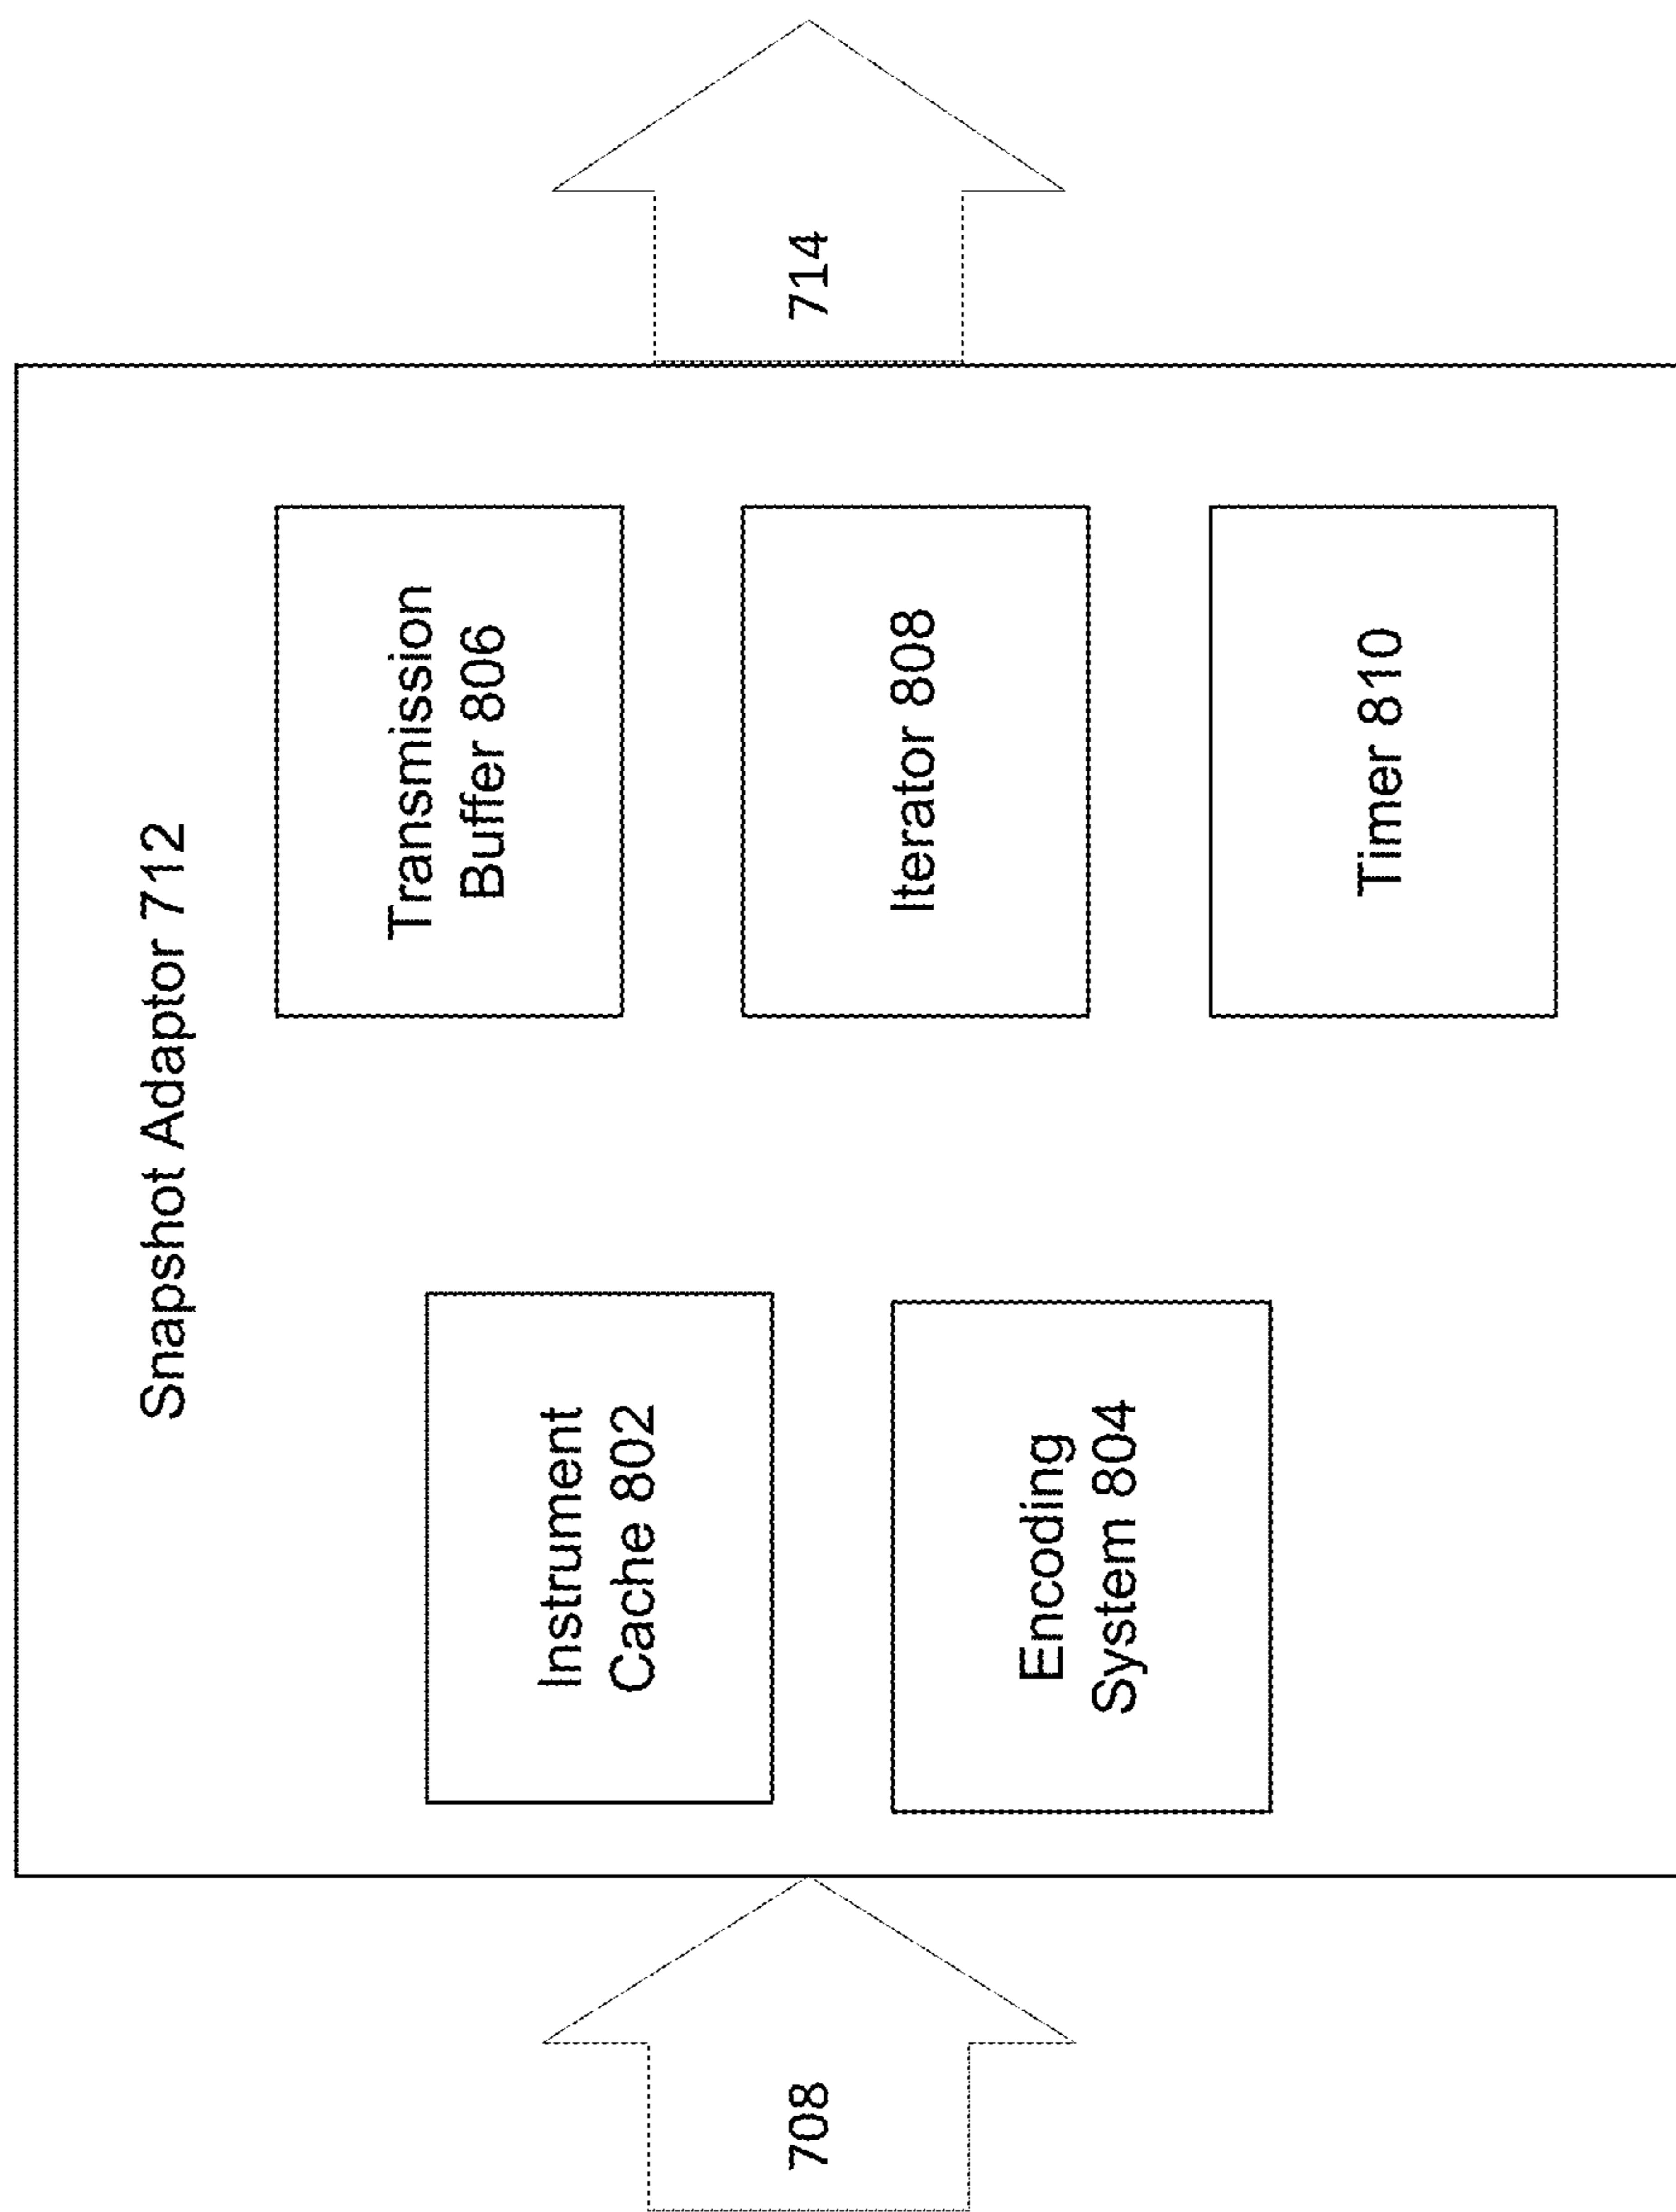 Snapshot Adaptor 712
708
Instrument
Cache 802
Encoding
System 804
Transmission
Buffer 806
Iterator 808
Timer 810
714